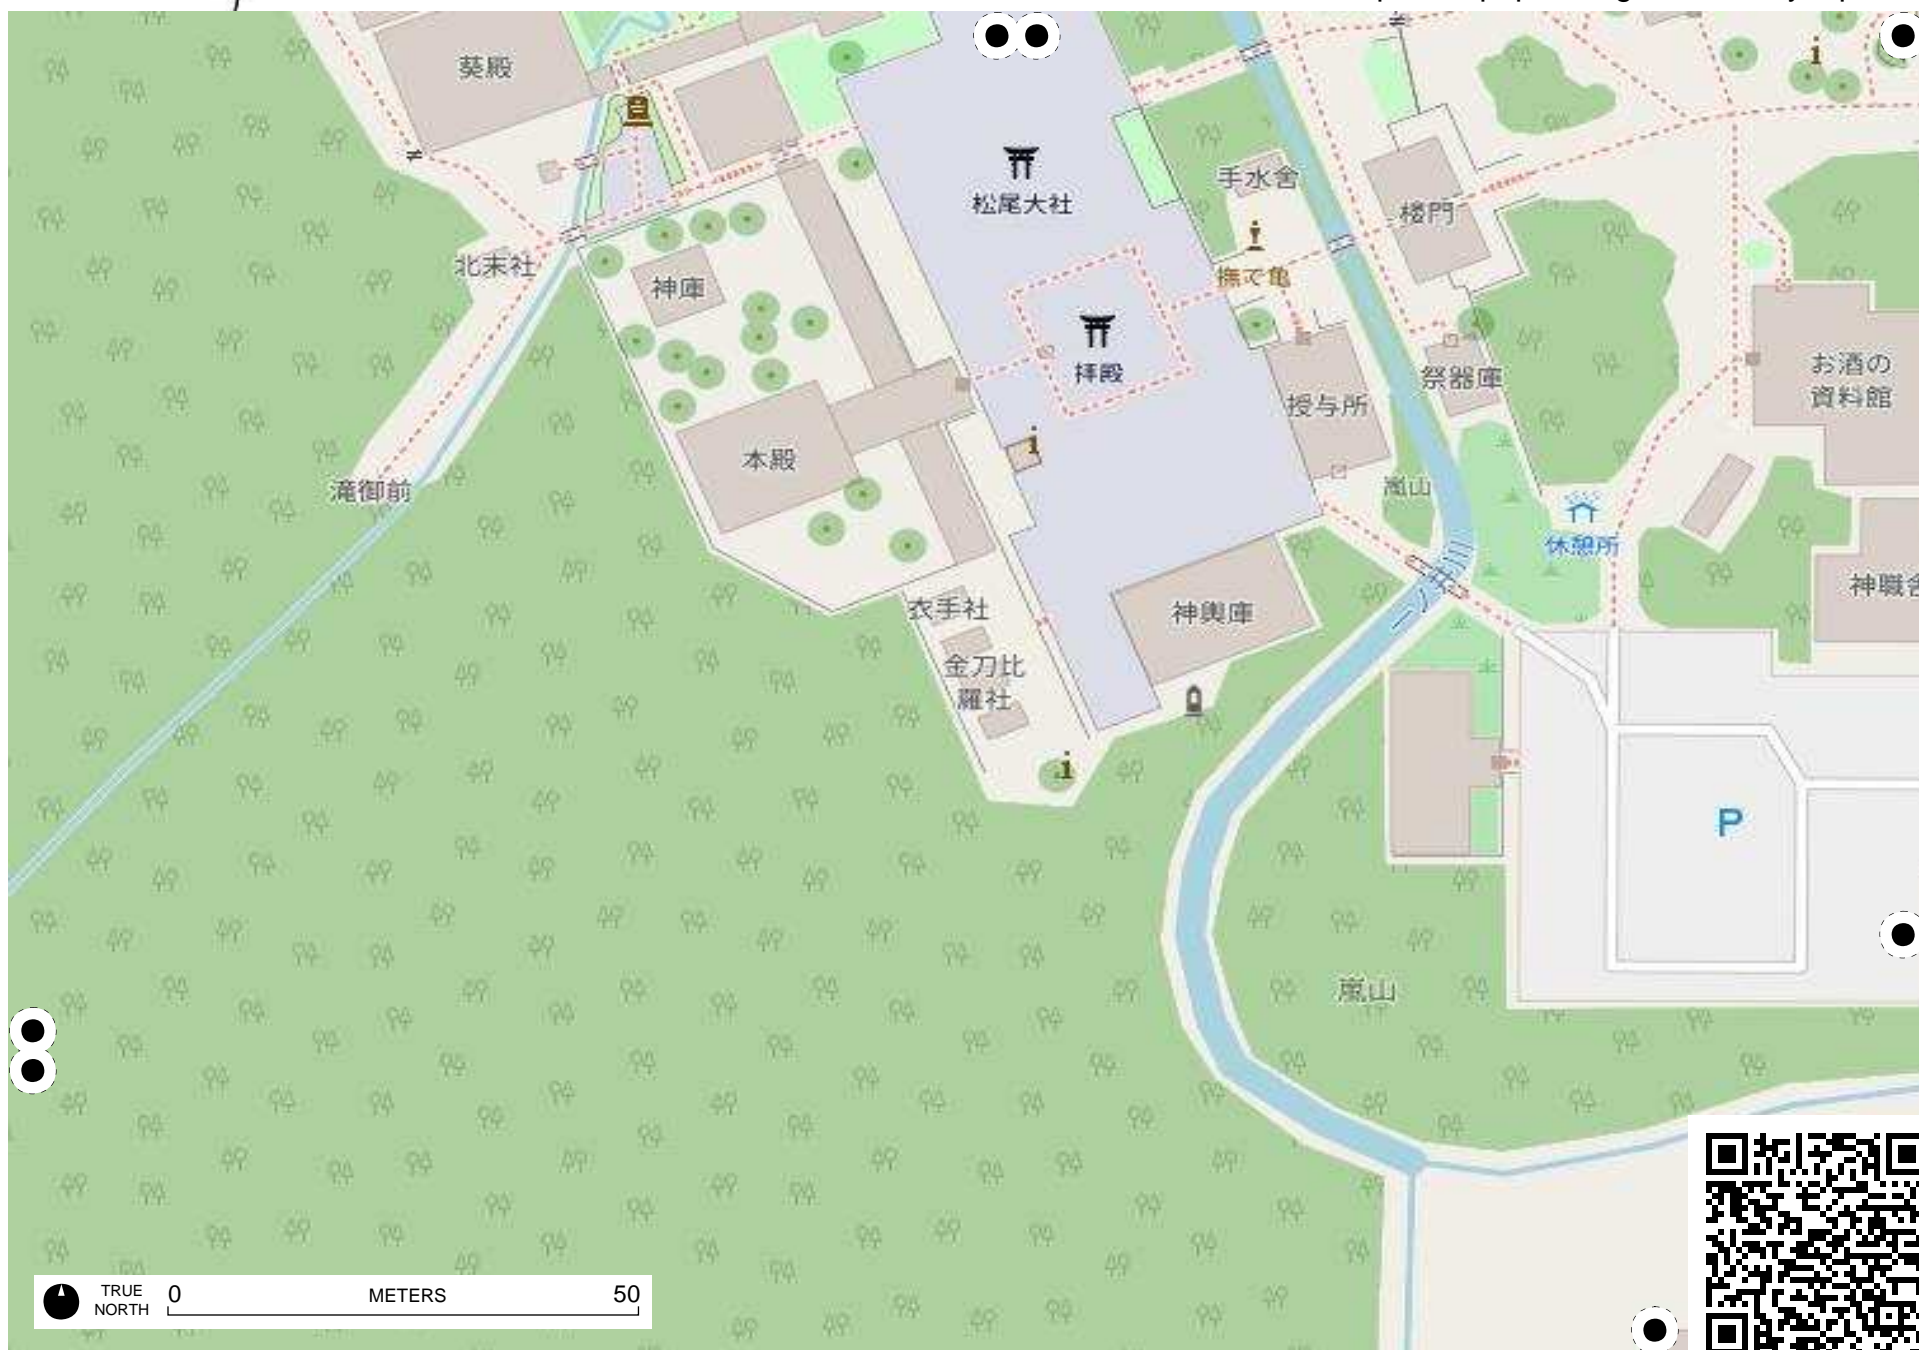 葵殿
松尾大社
手水舎
楼門
北末社
神庫
撫で亀
拝殿
お酒の
資料館
祭器庫
授与所
本殿
滝御前
嵐山
休憩所
神職舎
衣手社
神輿庫
金刀比
羅社
P
嵐山
TRUE
NORTH
0
METERS
50